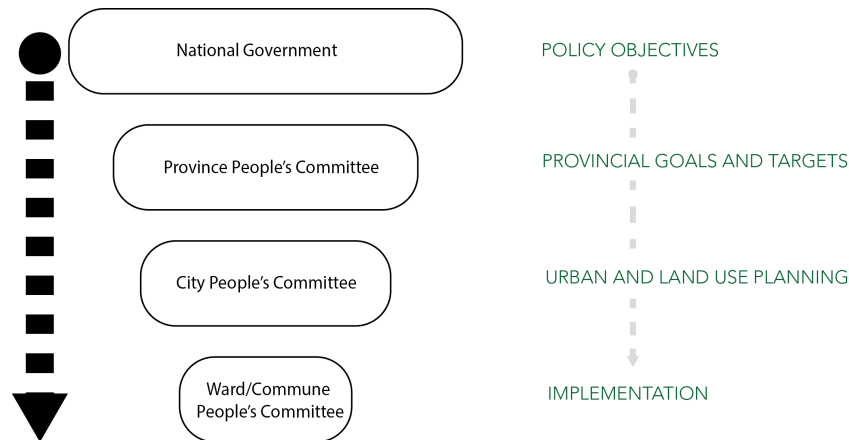 National Government
POLICY OBJECTIVES
Province People's Committee
PROVINCIAL GOALS AND TARGETS
City People's Committee
URBAN AND LAND USE PLANNING
Ward/Commune
People's Committee
IMPLEMENTATION